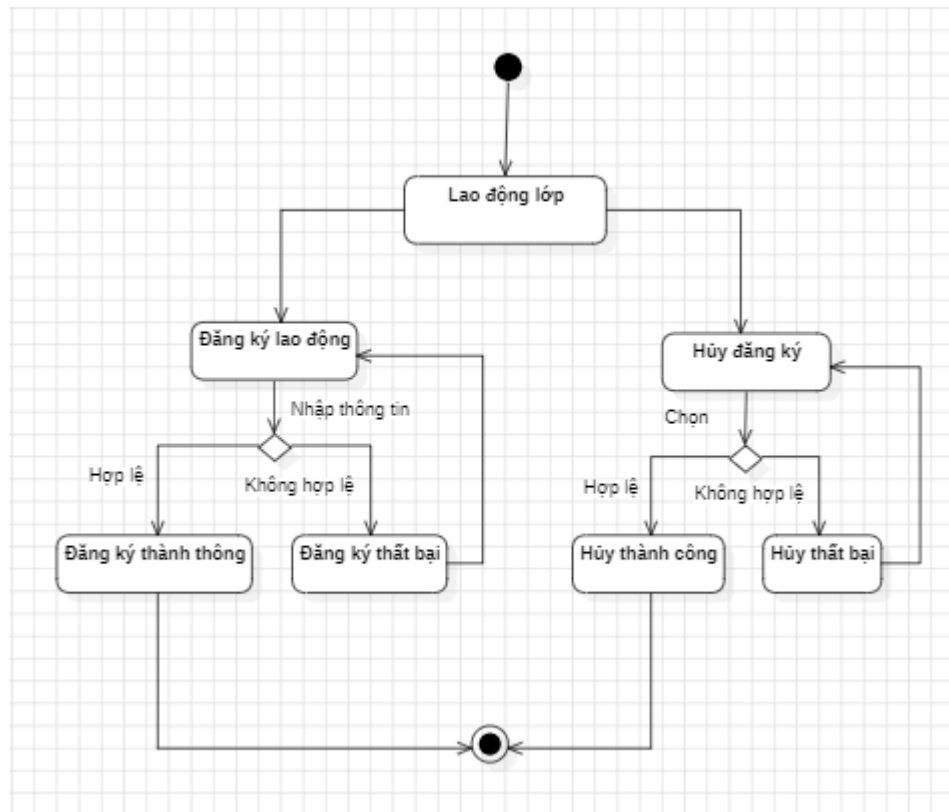 Lao động lớp
Đăng ký lao động
Hủy đăng ký
Nhập thông tin
Chọn
Hợp lệ
Không hợp lệ
Hợp lệ
Không hợp lệ
Đăng ký thành thông
Đăng ký thất bại
Hủy thành công
Hủy thất bại